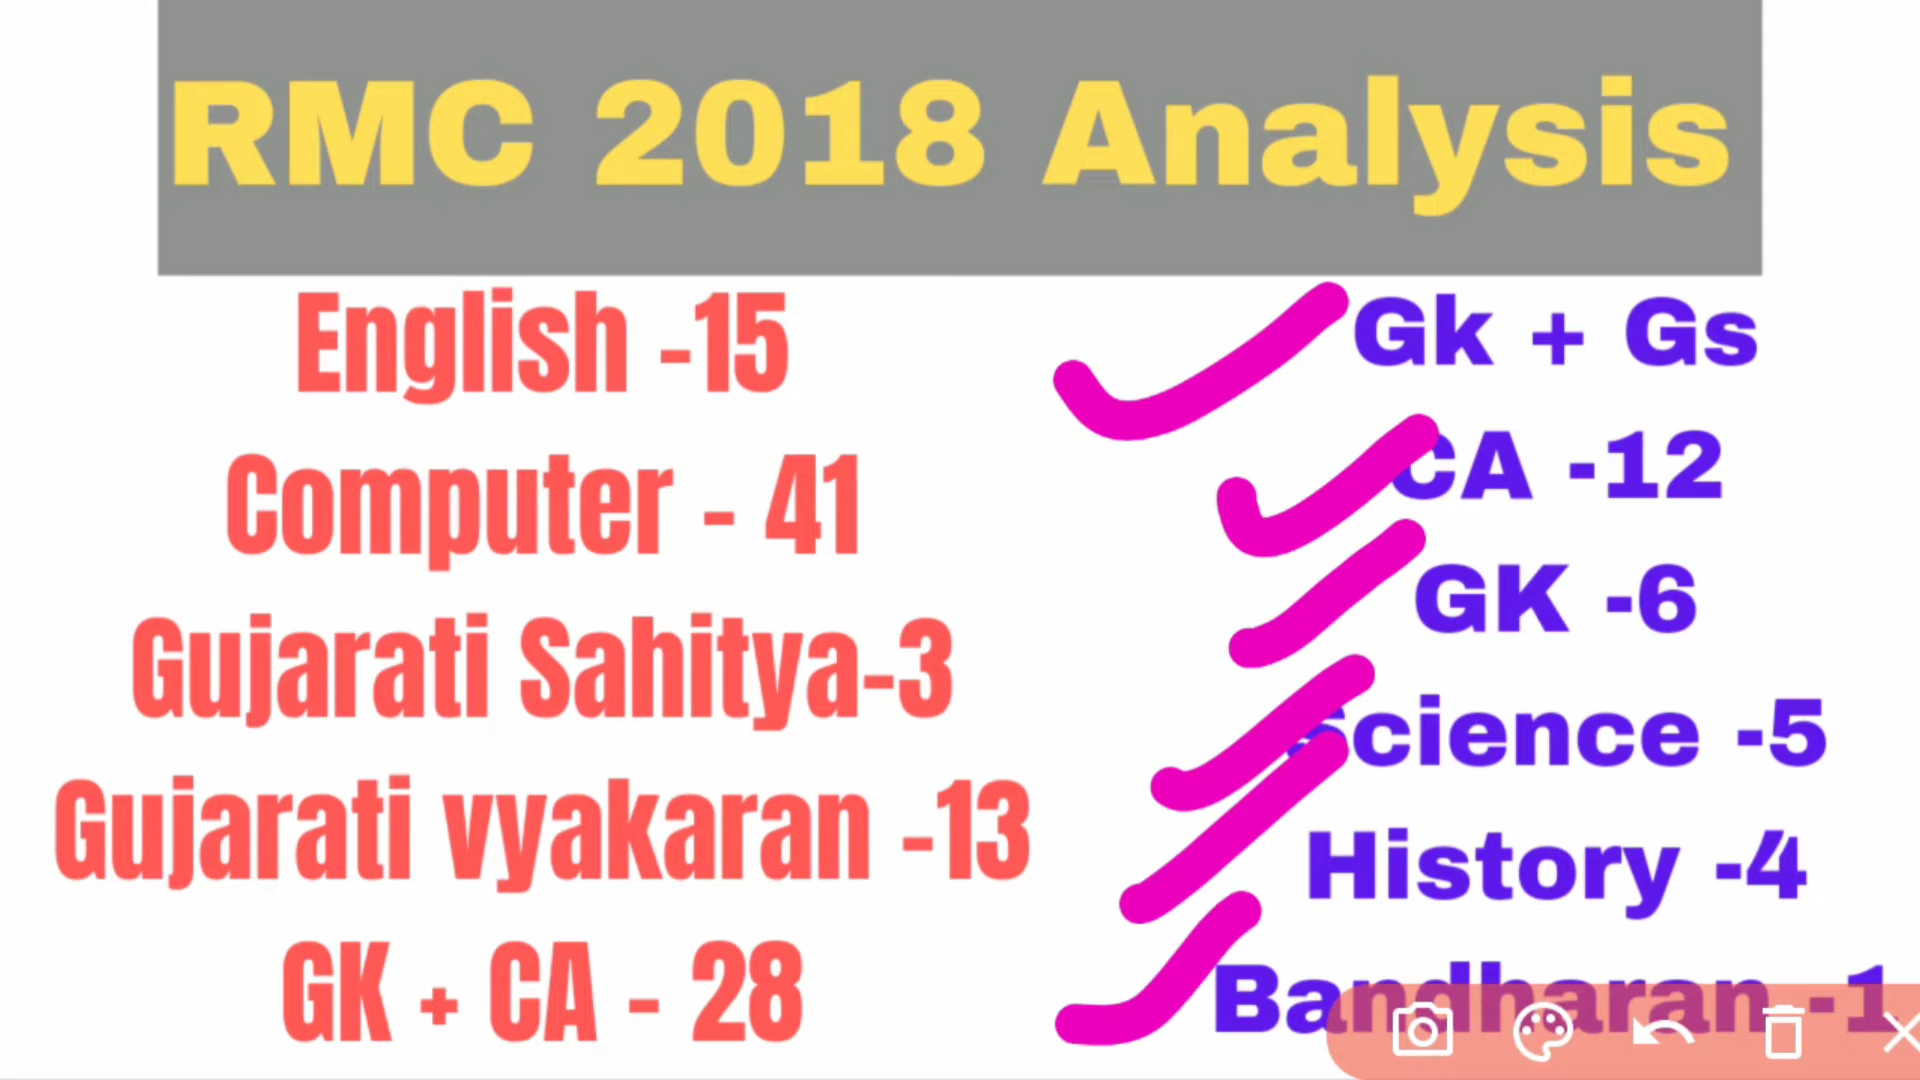 RMC 2018 Analysis
English -15
Computer - 41
Gujarati Sahitya-3
Gujarati vyakaran -13
GK + CA - 28
Gk + Gs
CA -12
GK -6
Science -5
History -4
Bandharan -1